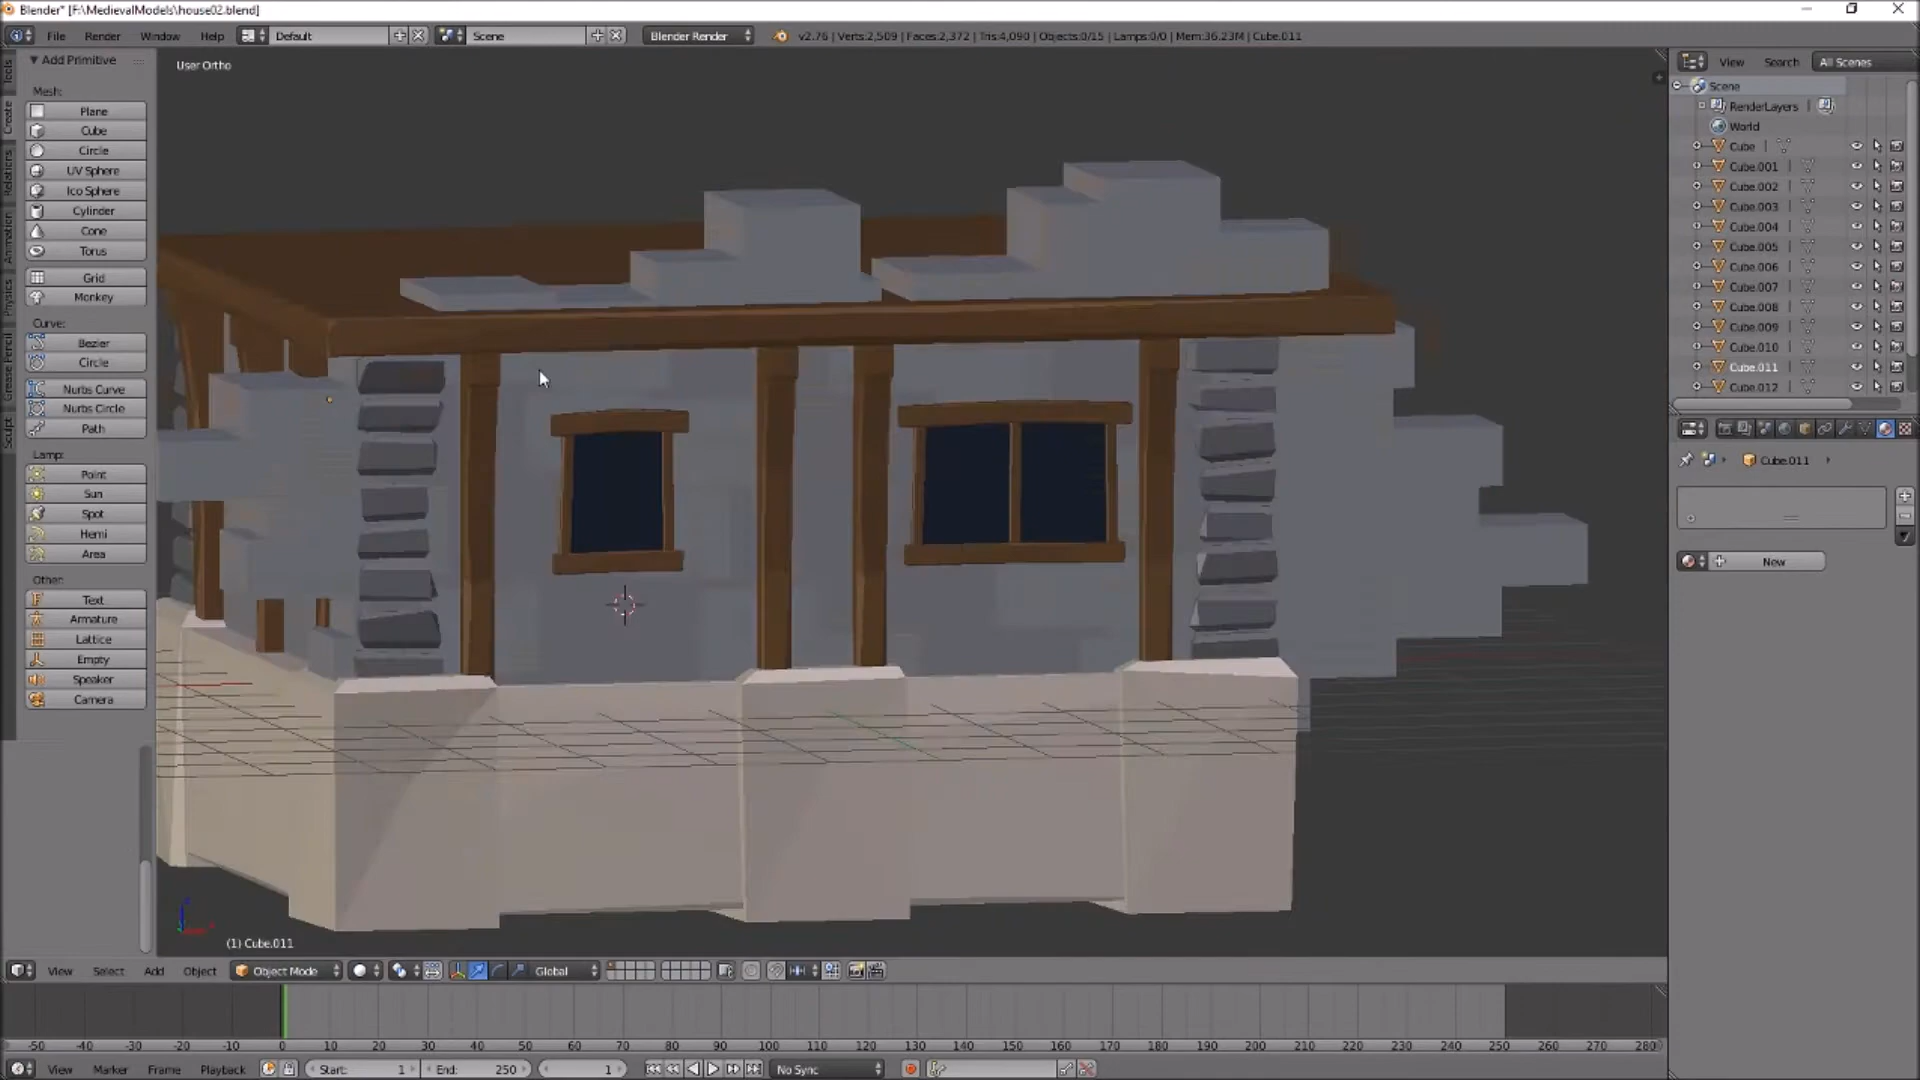 Blender* [F:\MedievalModels\house02.blend]
File Render Window Help Default Scene Blender Render v2.76 | Verts:2,509 | Faces:2,372 | Tris:4,090 | Objects:0/15 | Lamps:0/0 | Mem:36.23M | Cube.011
Add Primitive
User Ortho
Tools
Create
Relations
Animation
Physics
Grease Pencil
Sculpt
Mesh:
Plane
Cube
Circle
UV Sphere
Ico Sphere
Cylinder
Cone
Torus
Grid
Monkey
Curve:
Bezier
Circle
Nurbs Curve
Nurbs Circle
Path
Lamp:
Point
Sun
Spot
Hemi
Area
Other:
Text
Armature
Lattice
Empty
Speaker
Camera
(1) Cube.011
View Search All Scenes
Scene
RenderLayers
World
Cube
Cube.001
Cube.002
Cube.003
Cube.004
Cube.005
Cube.006
Cube.007
Cube.008
Cube.009
Cube.010
Cube.011
Cube.012
Cube.011
New
View Select Add Object Object Mode Global
-50 -40 -30 -20 -10 0 10 20 30 40 50 60 70 80 90 100 110 120 130 140 150 160 170 180 190 200 210 220 230 240 250 260 270 280
View Marker Frame Playback Start: 1 End: 250 1 No Sync